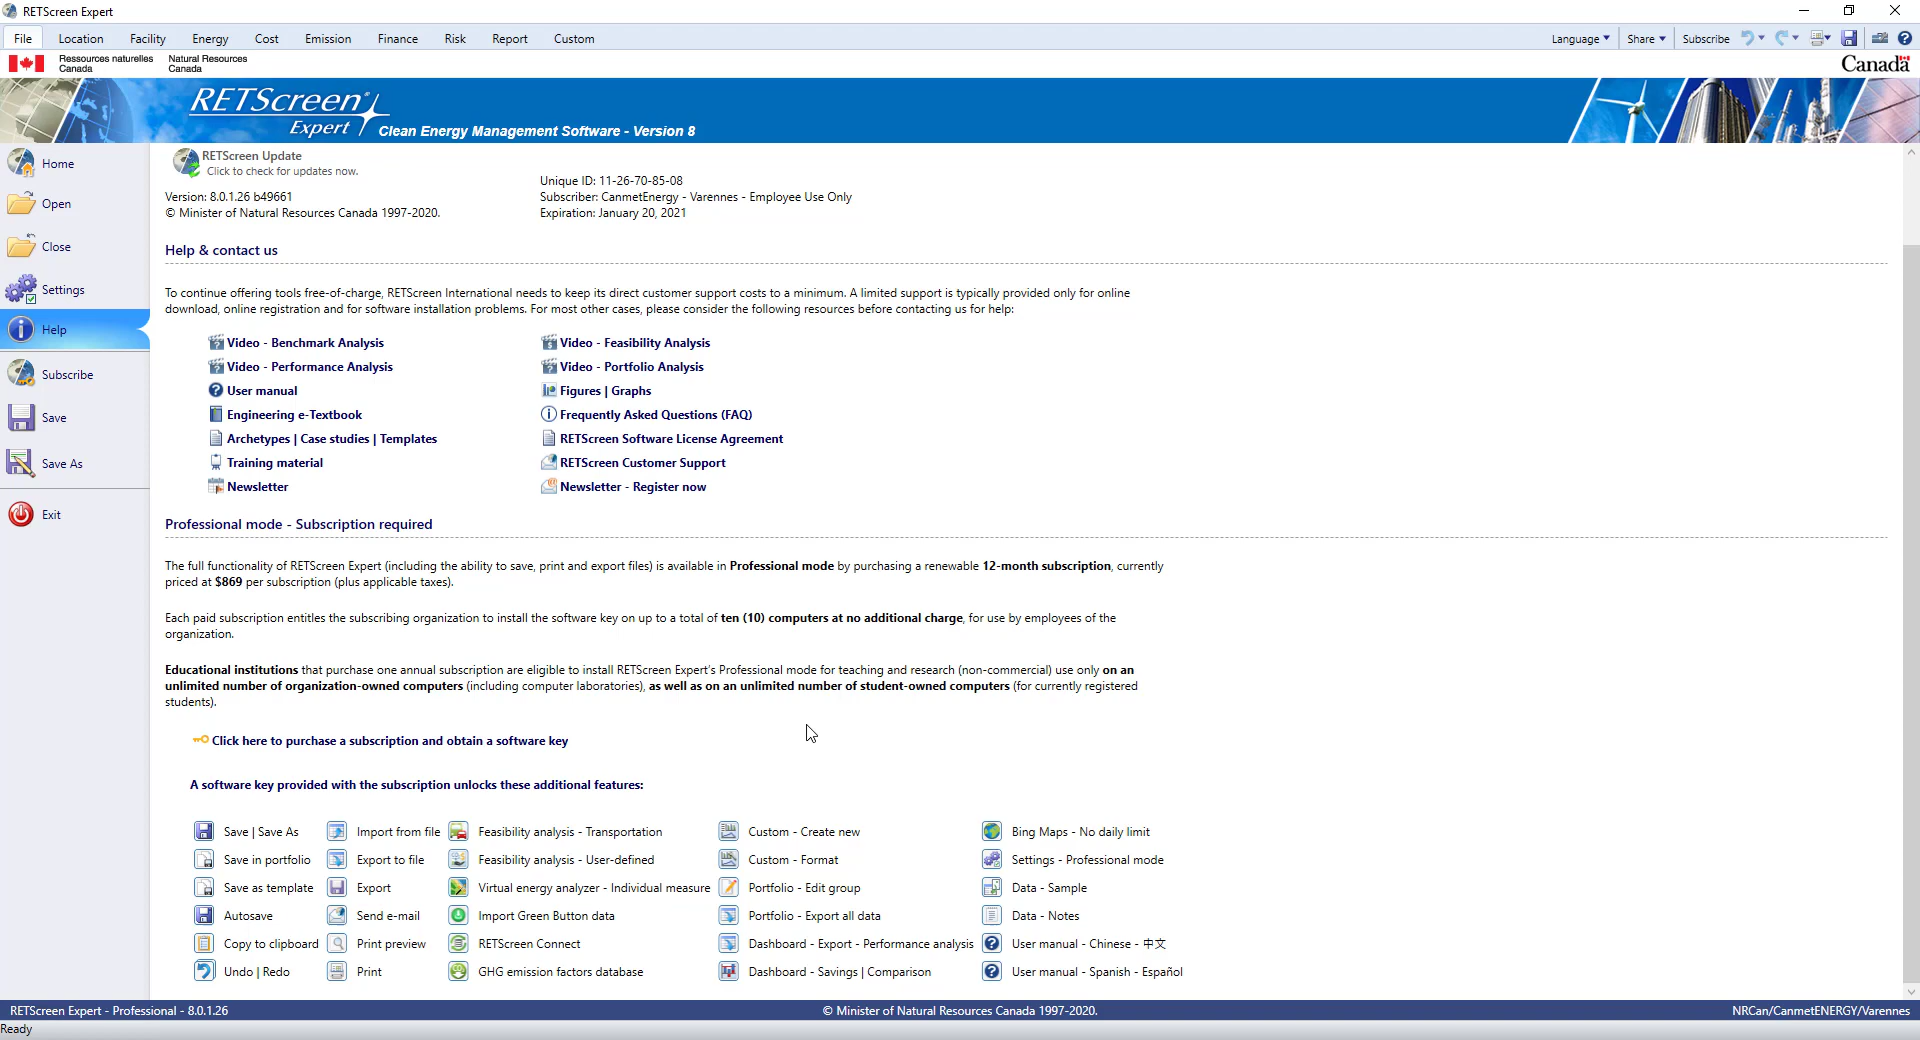 RETScreen Expert
File Location Facility Energy Cost Emission Finance Risk Report Custom Language Share Subscribe
Ressources naturelles Canada
Natural Resources Canada
Canada
RETScreen® Expert
Clean Energy Management Software - Version 8
Home
Open
Close
Settings
Help
Subscribe
Save
Save As
Exit
RETScreen Update
Click to check for updates now.
Version: 8.0.1.26 b49661
© Minister of Natural Resources Canada 1997-2020.
Unique ID: 11-26-70-85-08
Subscriber: CanmetEnergy - Varennes - Employee Use Only
Expiration: January 20, 2021
Help & contact us
To continue offering tools free-of-charge, RETScreen International needs to keep its direct customer support costs to a minimum. A limited support is typically provided only for online
download, online registration and for software installation problems. For most other cases, please consider the following resources before contacting us for help:
Video - Benchmark Analysis
Video - Feasibility Analysis
Video - Performance Analysis
Video - Portfolio Analysis
User manual
Figures | Graphs
Engineering e-Textbook
Frequently Asked Questions (FAQ)
Archetypes | Case studies | Templates
RETScreen Software License Agreement
Training material
RETScreen Customer Support
Newsletter
Newsletter - Register now
Professional mode - Subscription required
The full functionality of RETScreen Expert (including the ability to save, print and export files) is available in Professional mode by purchasing a renewable 12-month subscription, currently
priced at $869 per subscription (plus applicable taxes).
Each paid subscription entitles the subscribing organization to install the software key on up to a total of ten (10) computers at no additional charge, for use by employees of the
organization.
Educational institutions that purchase one annual subscription are eligible to install RETScreen Expert's Professional mode for teaching and research (non-commercial) use only on an
unlimited number of organization-owned computers (including computer laboratories), as well as on an unlimited number of student-owned computers (for currently registered
students).
Click here to purchase a subscription and obtain a software key
A software key provided with the subscription unlocks these additional features:
Save | Save As Import from file Feasibility analysis - Transportation Custom - Create new Bing Maps - No daily limit
Save in portfolio Export to file Feasibility analysis - User-defined Custom - Format Settings - Professional mode
Save as template Export Virtual energy analyzer - Individual measure Portfolio - Edit group Data - Sample
Autosave Send e-mail Import Green Button data Portfolio - Export all data Data - Notes
Copy to clipboard Print preview RETScreen Connect Dashboard - Export - Performance analysis User manual - Chinese - 中文
Undo | Redo Print GHG emission factors database Dashboard - Savings | Comparison User manual - Spanish - Español
RETScreen Expert - Professional - 8.0.1.26 © Minister of Natural Resources Canada 1997-2020. NRCan/CanmetENERGY/Varennes
Ready